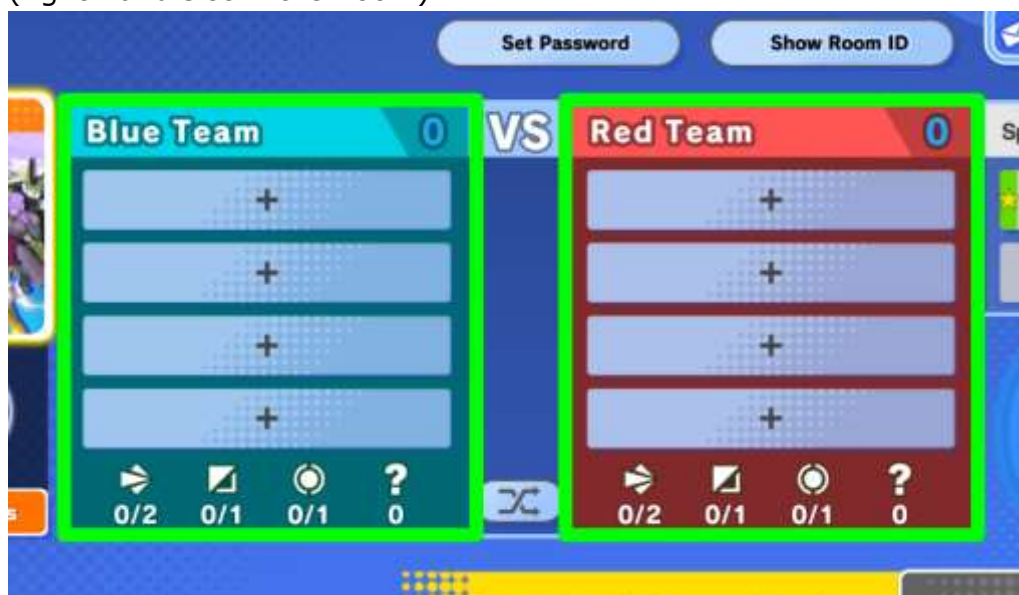 Set Password
Show Room ID
Blue Team 0
VS
Red Team 0
Sp
+
+
+
+
+
+
+
+
?
0/2 0/1 0/1 0
?
0/2 0/1 0/1 0
s